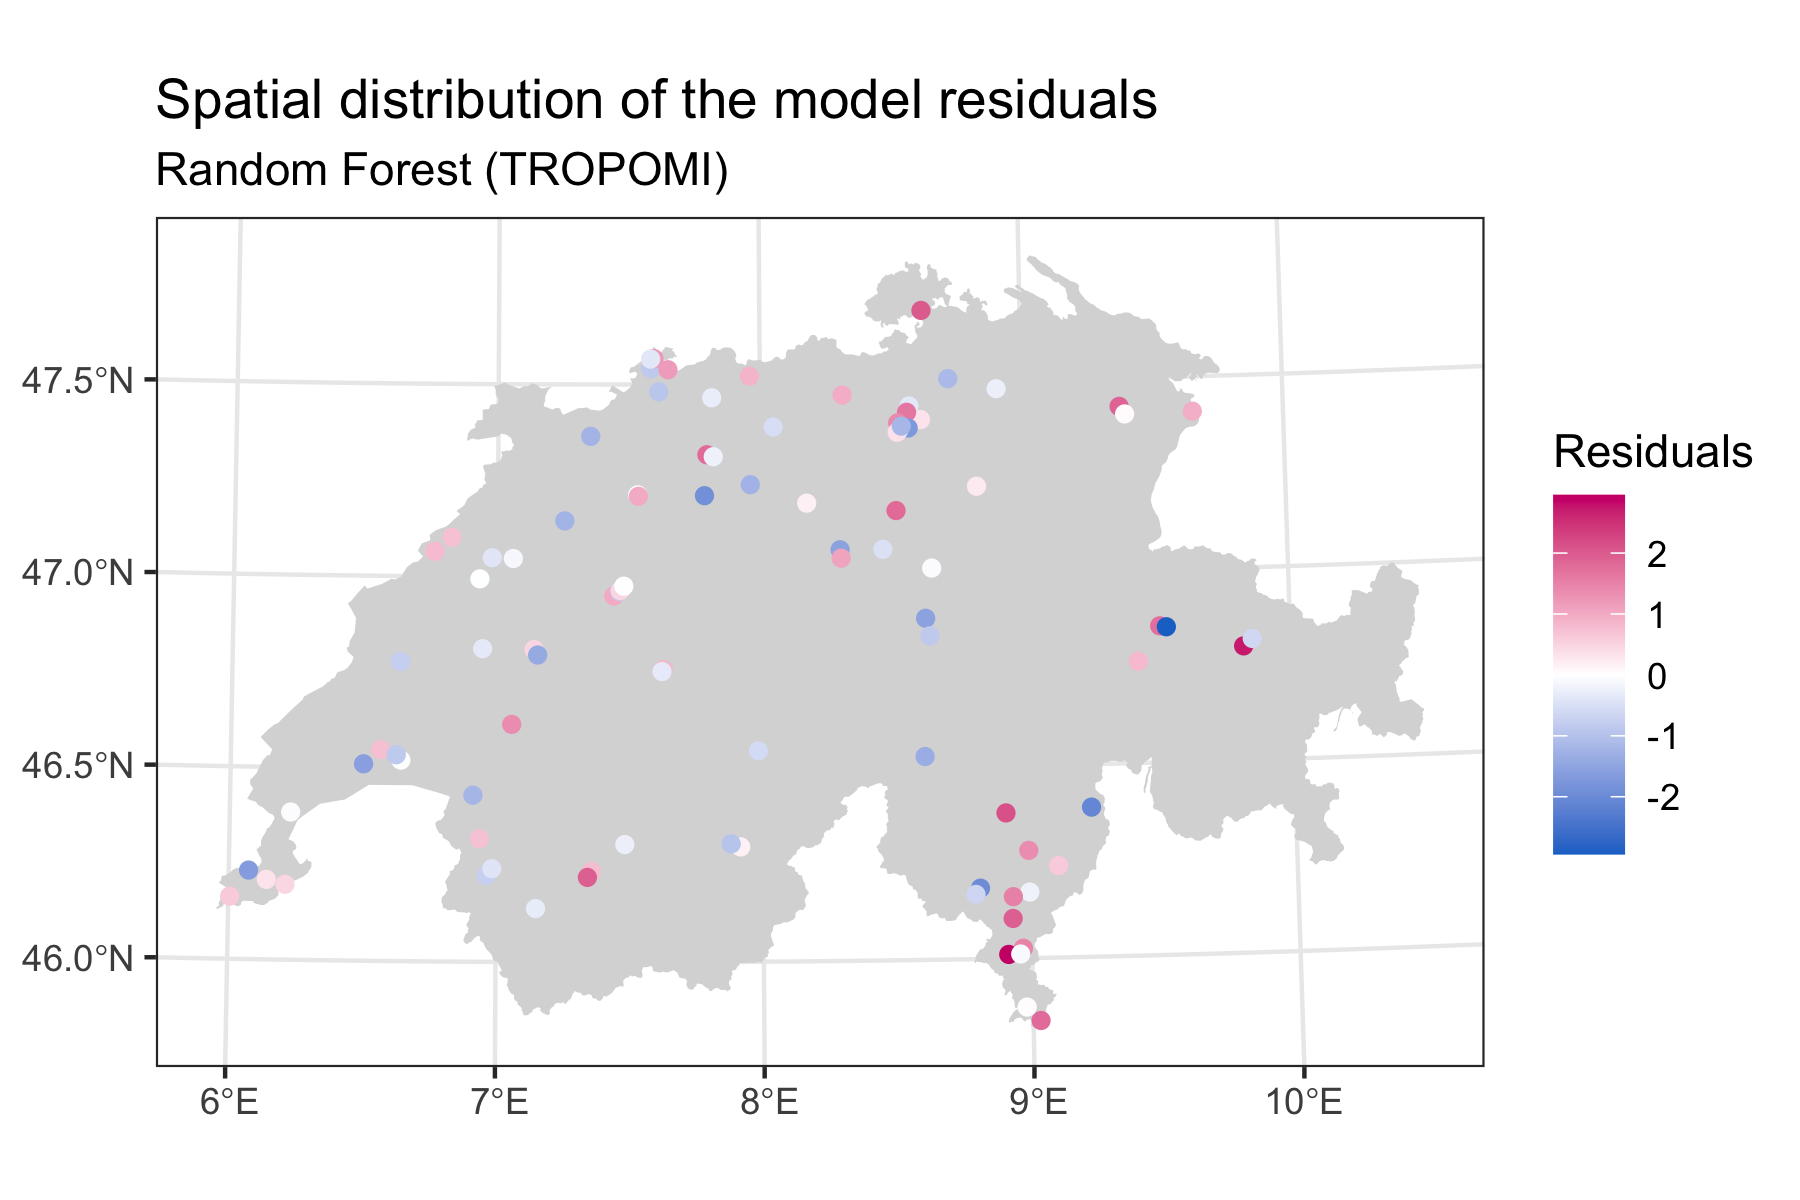 Spatial distribution of the model residuals
Random Forest (TROPOMI)
47.5°N
47.0°N
46.5°N
46.0°N
6°E
7°E
8°E
9°E
10°E
Residuals
2
1
0
-1
-2